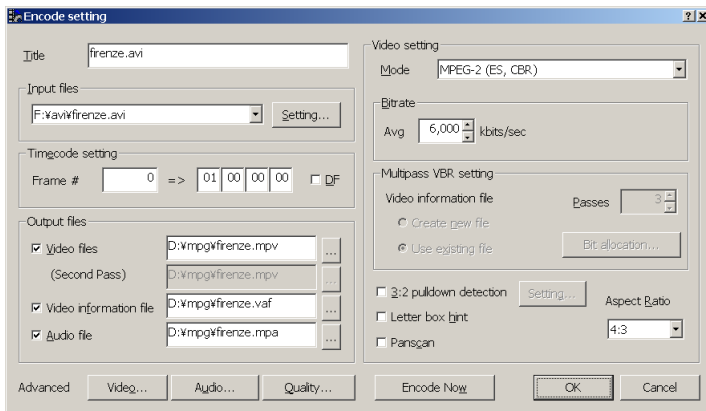 Encode setting
Title firenze.avi
Input files
F:¥avi¥firenze.avi Setting...
Timecode setting
Frame # 0 => 01 00 00 00 DF
Output files
Video files D:¥mpg¥firenze.mpv ...
(Second Pass) D:¥mpg¥firenze.mpv ...
Video information file D:¥mpg¥firenze.vaf ...
Audio file D:¥mpg¥firenze.mpa ...
Video setting
Mode MPEG-2 (ES, CBR)
Bitrate
Avg 6,000 kbits/sec
Multipass VBR setting
Video information file Passes 3
Create new file
Use existing file Bit allocation...
3:2 pulldown detection Setting... Aspect Ratio
Letter box hint 4:3
Panscan
Advanced Video... Audio... Quality... Encode Now OK Cancel